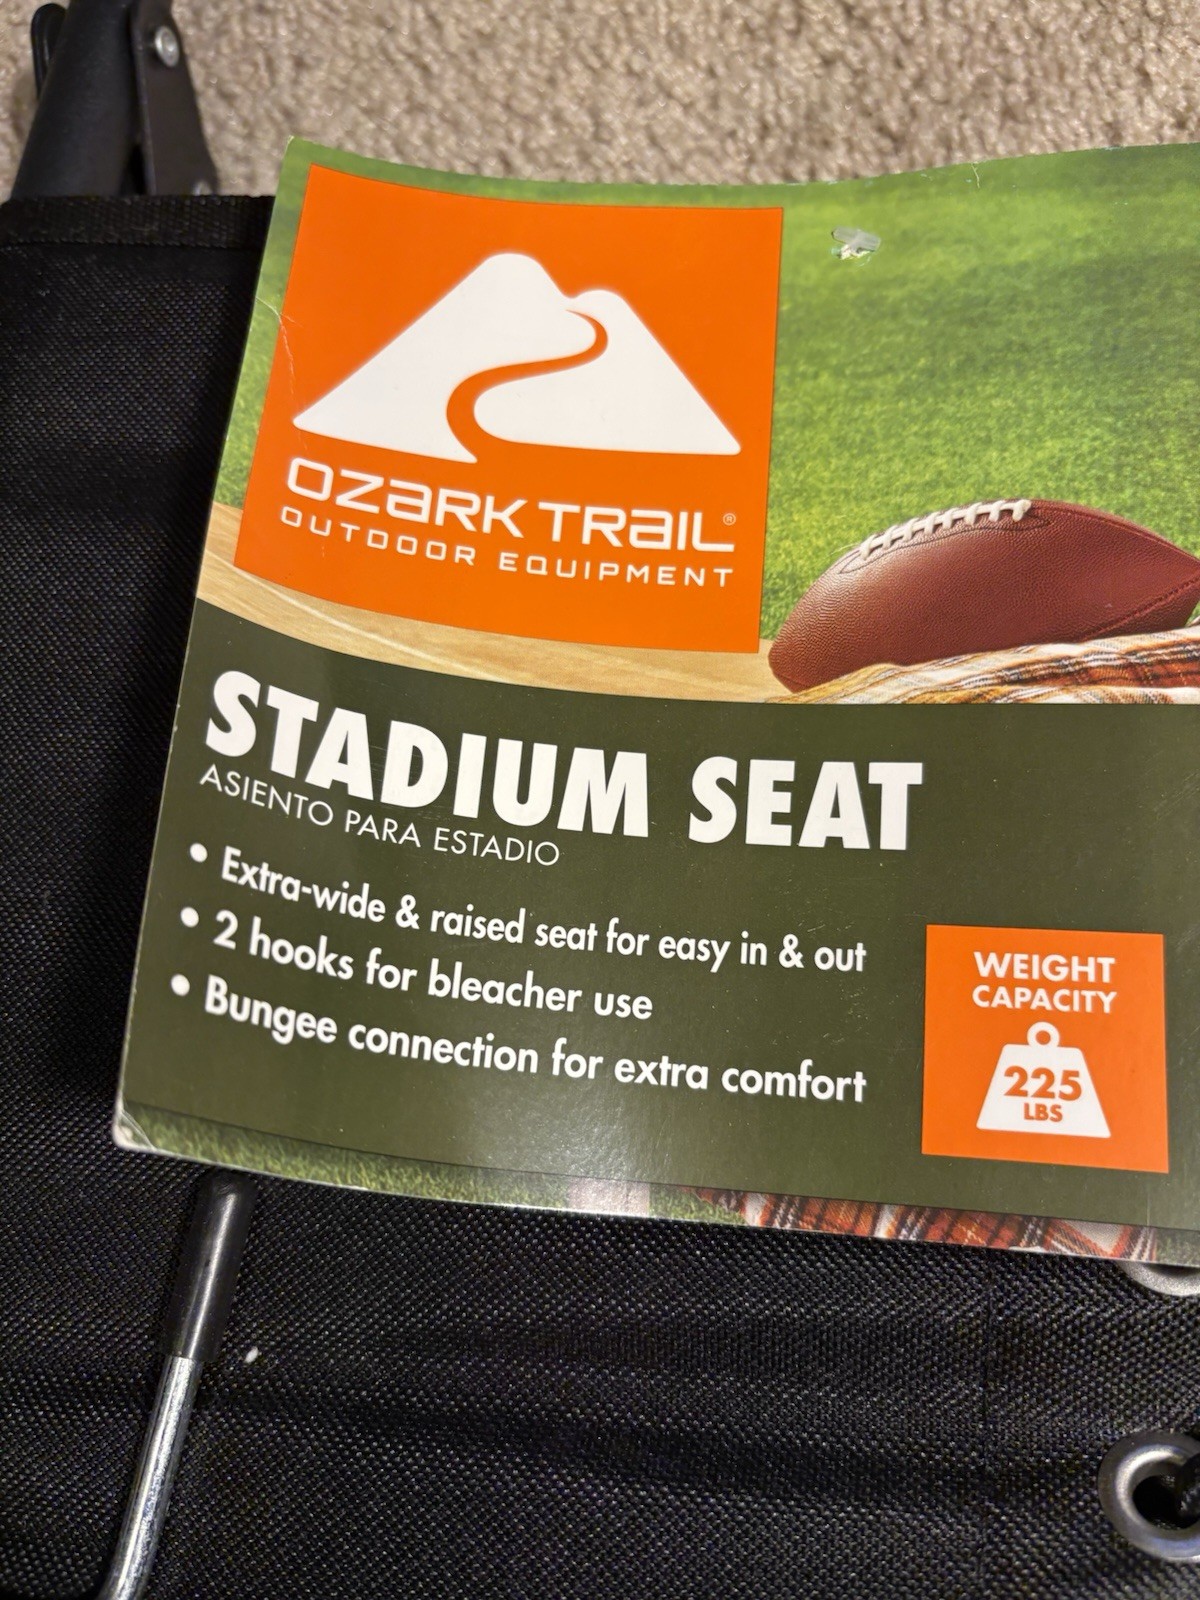 OZARK TRAIL®
OUTDOOR EQUIPMENT
STADIUM SEAT
ASIENTO PARA ESTADIO
• Extra-wide & raised seat for easy in & out
• 2 hooks for bleacher use
• Bungee connection for extra comfort
WEIGHT
CAPACITY
225
LBS